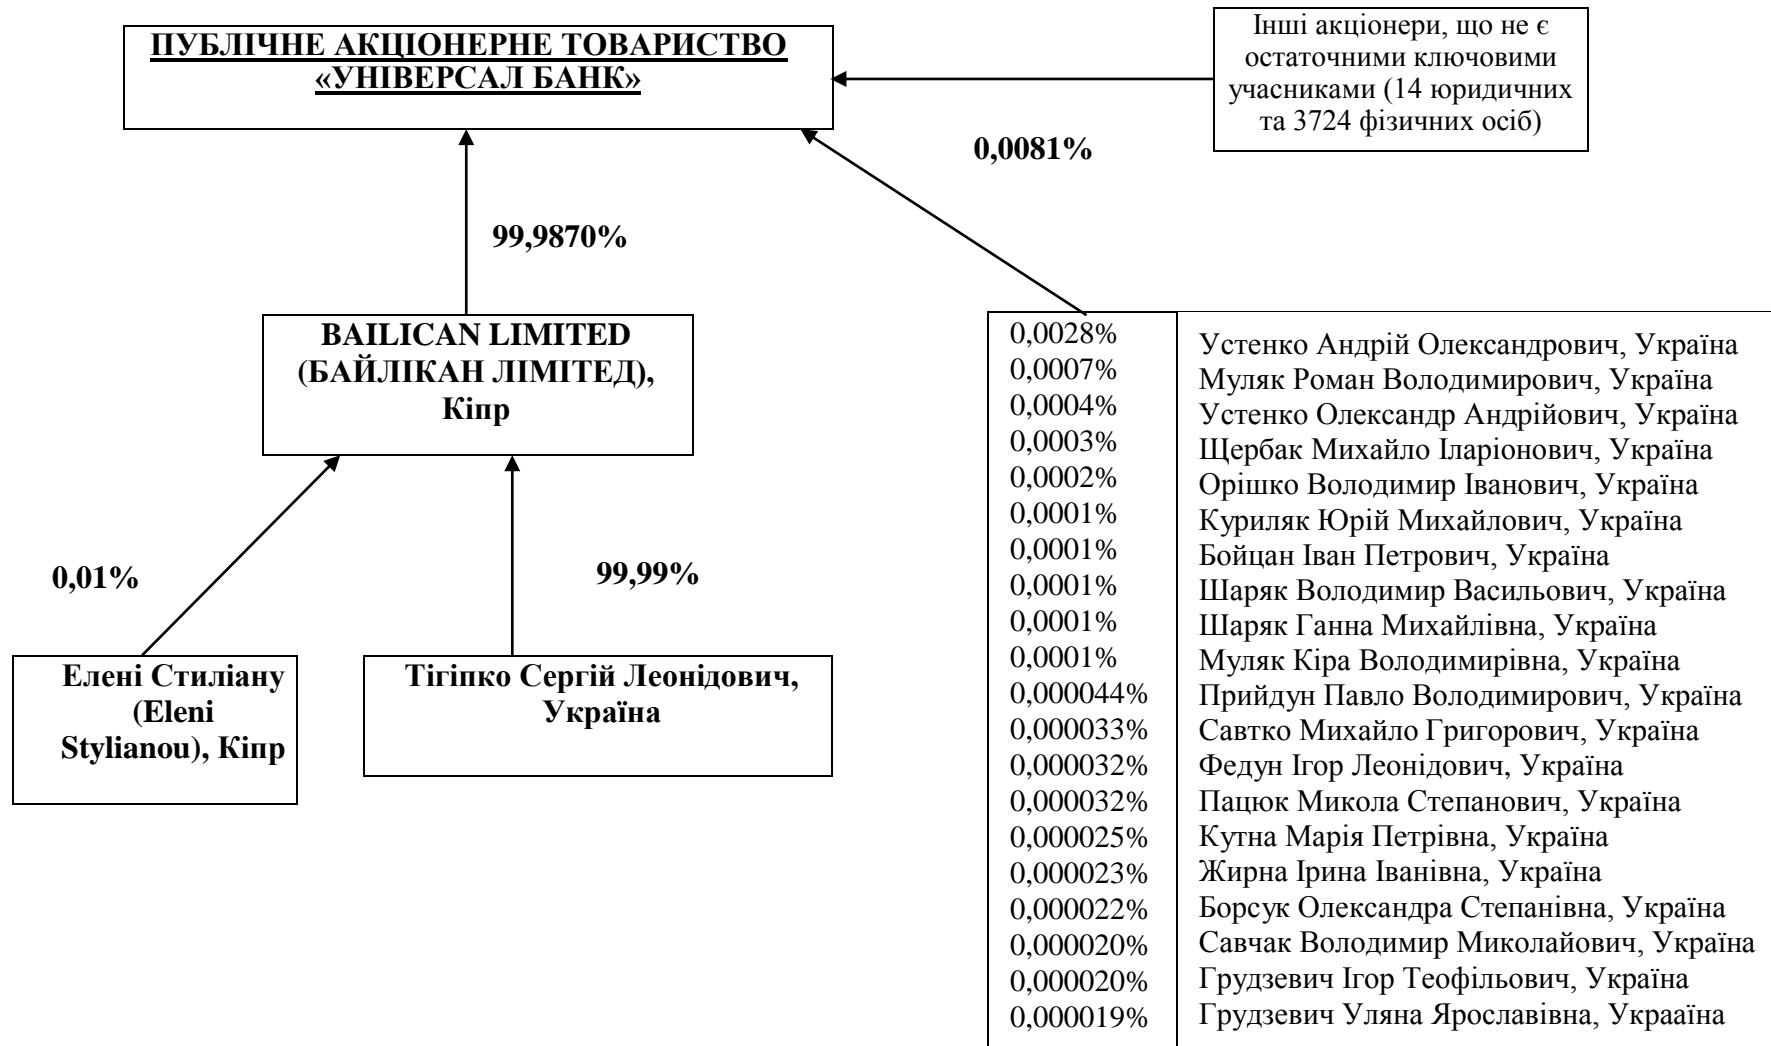 ПУБЛІЧНЕ АКЦІОНЕРНЕ ТОВАРИСТВО
«УНІВЕРСАЛ БАНК»
Інші акціонери, що не є
остаточними ключовими
учасниками (14 юридичних
та 3724 фізичних осіб)
0,0081%
99,9870%
BAILICAN LIMITED
(БАЙЛІКАН ЛІМІТЕД),
Кіпр
0,01%
99,99%
Елені Стиліану
(Eleni
Stylianou), Кіпр
Тігіпко Сергій Леонідович,
Україна
0,0028% Устенко Андрій Олександрович, Україна
0,0007% Муляк Роман Володимирович, Україна
0,0004% Устенко Олександр Андрійович, Україна
0,0003% Щербак Михайло Іларіонович, Україна
0,0002% Орішко Володимир Іванович, Україна
0,0001% Куриляк Юрій Михайлович, Україна
0,0001% Бойцан Іван Петрович, Україна
0,0001% Шаряк Володимир Васильович, Україна
0,0001% Шаряк Ганна Михайлівна, Україна
0,0001% Муляк Кіра Володимирівна, Україна
0,000044% Прийдун Павло Володимирович, Україна
0,000033% Савтко Михайло Григорович, Україна
0,000032% Федун Ігор Леонідович, Україна
0,000032% Пацюк Микола Степанович, Україна
0,000025% Кутна Марія Петрівна, Україна
0,000023% Жирна Ірина Іванівна, Україна
0,000022% Борсук Олександра Степанівна, Україна
0,000020% Савчак Володимир Миколайович, Україна
0,000020% Грудзевич Ігор Теофільович, Україна
0,000019% Грудзевич Уляна Ярославівна, Украаїна